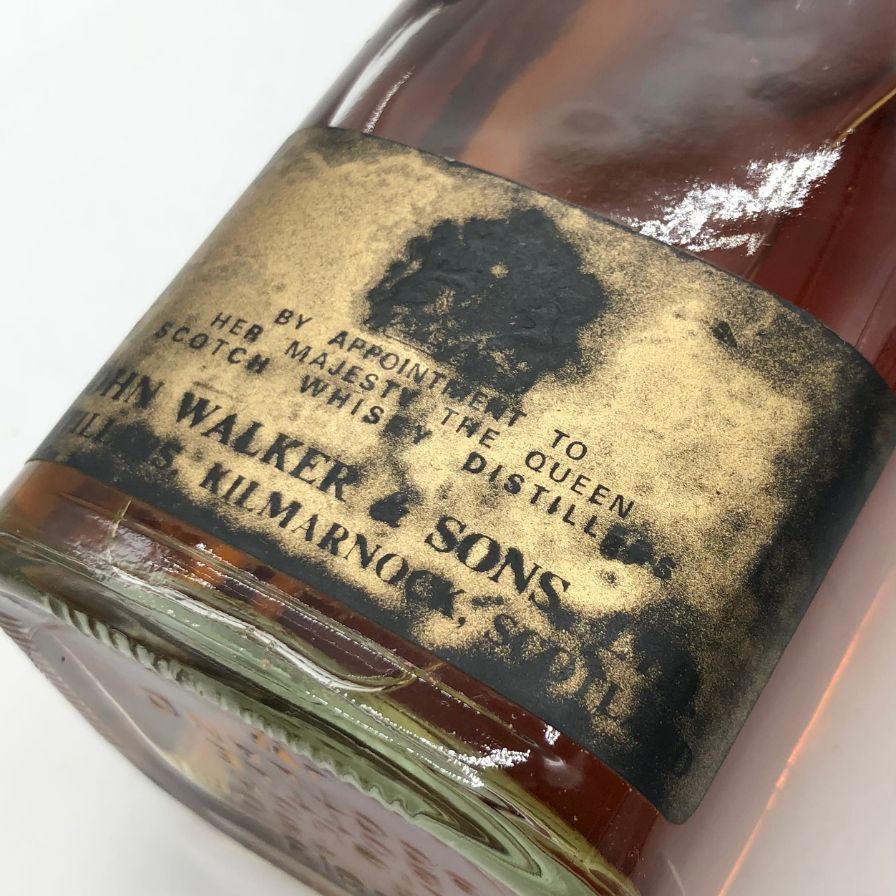 BY APPOINTMENT TO
HER MAJESTY THE QUEEN
SCOTCH WHISKY DISTILLERS
JOHN WALKER & SONS
KILMARNOCK,